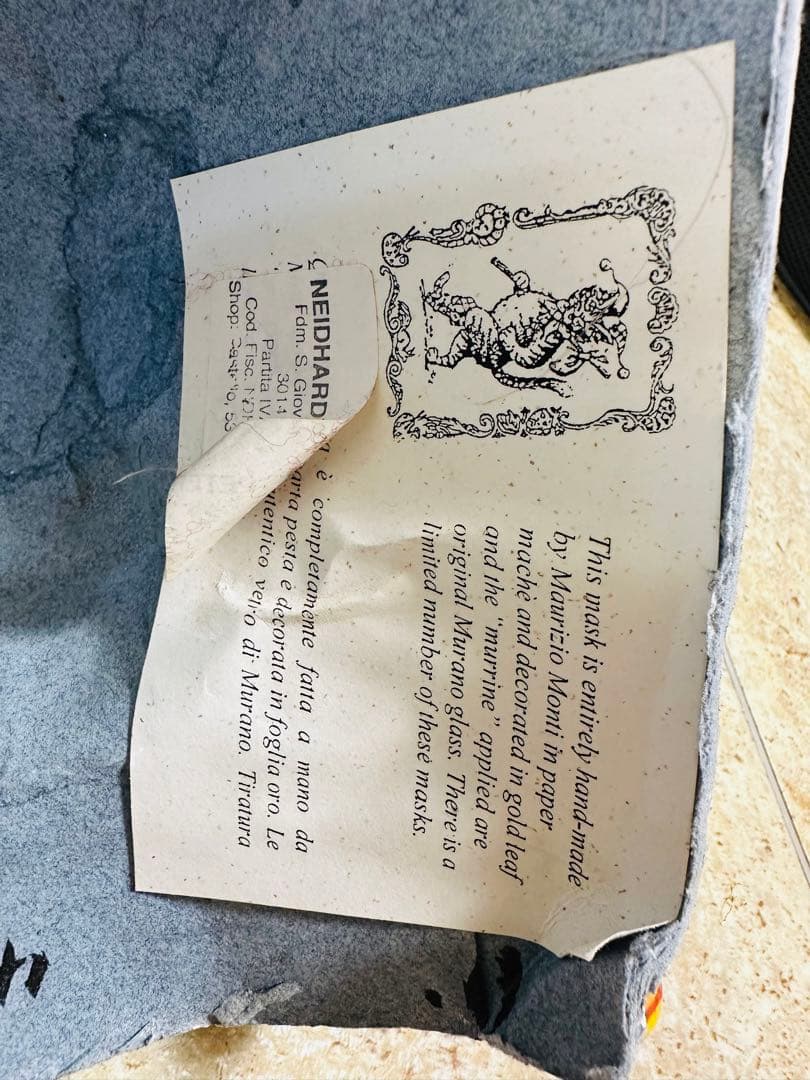 This mask is entirely hand-made
by Maurizio Monti in paper
machè and decorated in gold leaf
and the "murrine" applied are
original Murano glass. There is a
limited number of these masks.
è completamente fatta a mano da
pesta è decorata in foglia oro. Le
vetro di Murano. Tiratura
NEIDHARD
Fdm. S. Giov
3014
Partita IV
Cod. Fisc.
Shop: